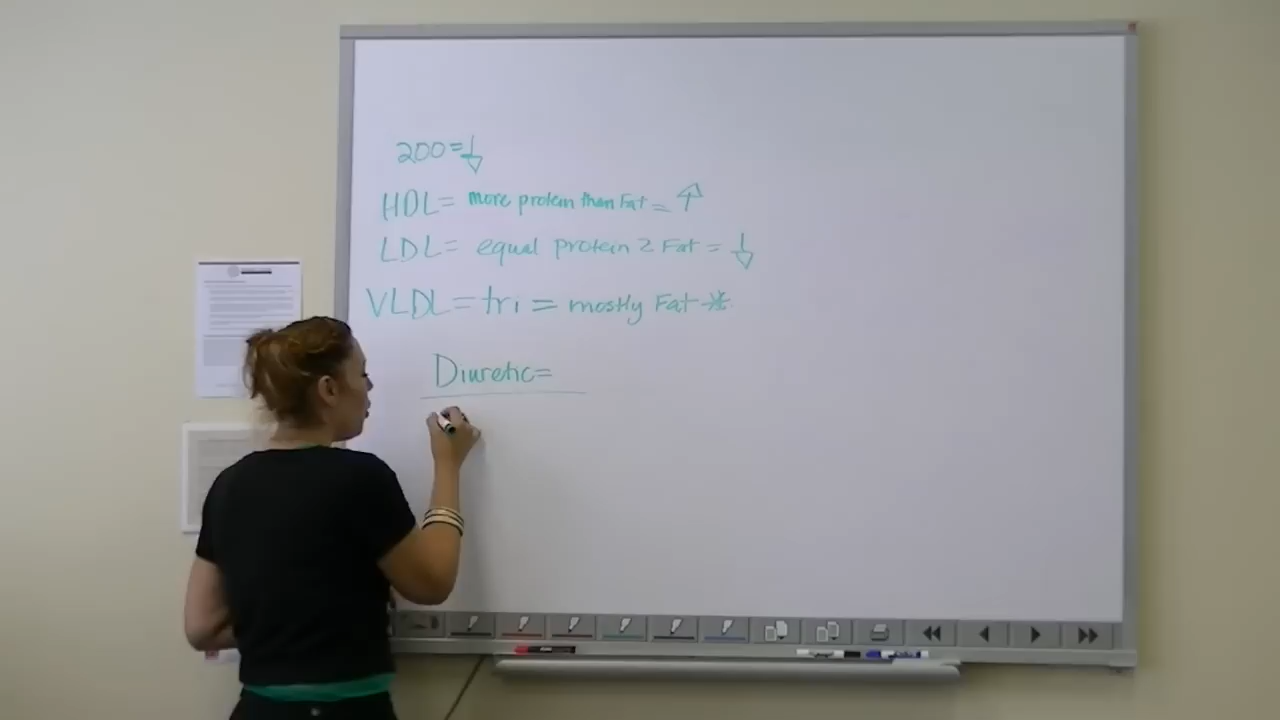 200=↓
HDL= more protein than Fat = ↑
LDL= equal protein 2 Fat = ↓
VLDL = tri = mostly Fat *
Diuretic=